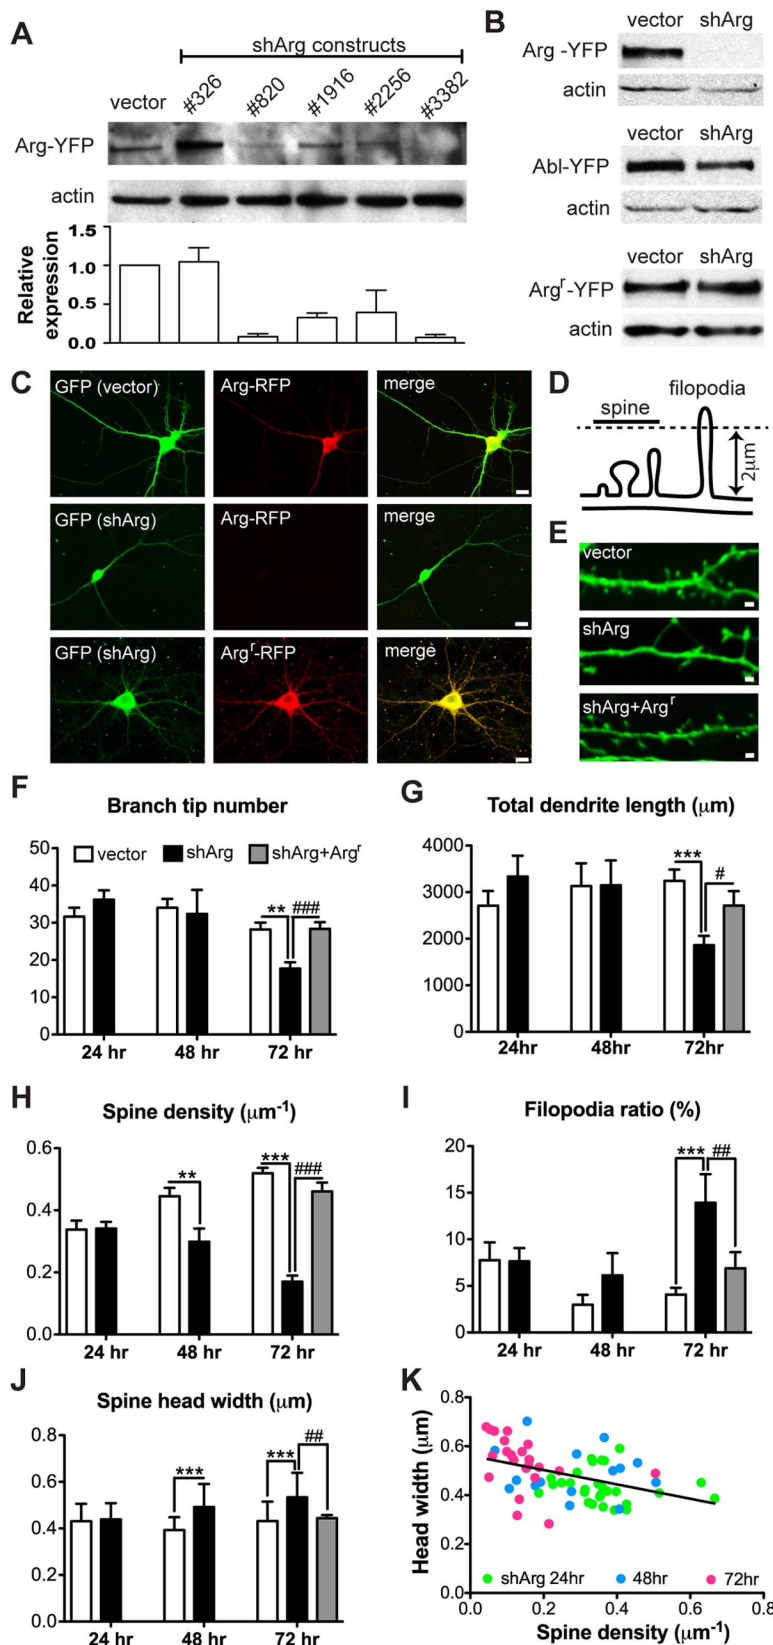 A
shArg constructs
vector #326 #820 #1916 #2256 #3382
Arg-YFP
actin
Relative expression
1.5
1.0
0.5
0.0
B
vector shArg
Arg -YFP
actin
vector shArg
Abl-YFP
actin
vector shArg
Argʳ-YFP
actin
C
GFP (vector) Arg-RFP merge
GFP (shArg) Arg-RFP merge
GFP (shArg) Argʳ-RFP merge
D
filopodia
spine
2μm
E
vector
shArg
shArg+Argʳ
F
Branch tip number
vector shArg shArg+Argʳ
50
40
30
20
10
0
** ###
24 hr 48 hr 72 hr
G
Total dendrite length (μm)
4000
3000
2000
1000
0
*** #
24hr 48hr 72hr
H
Spine density (μm⁻¹)
0.6
0.4
0.2
0.0
** *** ###
24 hr 48 hr 72 hr
I
Filopodia ratio (%)
20
15
10
5
0
*** ##
24 hr 48 hr 72 hr
J
Spine head width (μm)
0.8
0.6
0.4
0.2
0.0
*** *** ##
24 hr 48 hr 72 hr
K
Head width (μm)
0.8
0.6
0.4
0.2
0.0
shArg 24hr 48hr 72hr
0.0 0.2 0.4 0.6 0.8
Spine density (μm⁻¹)